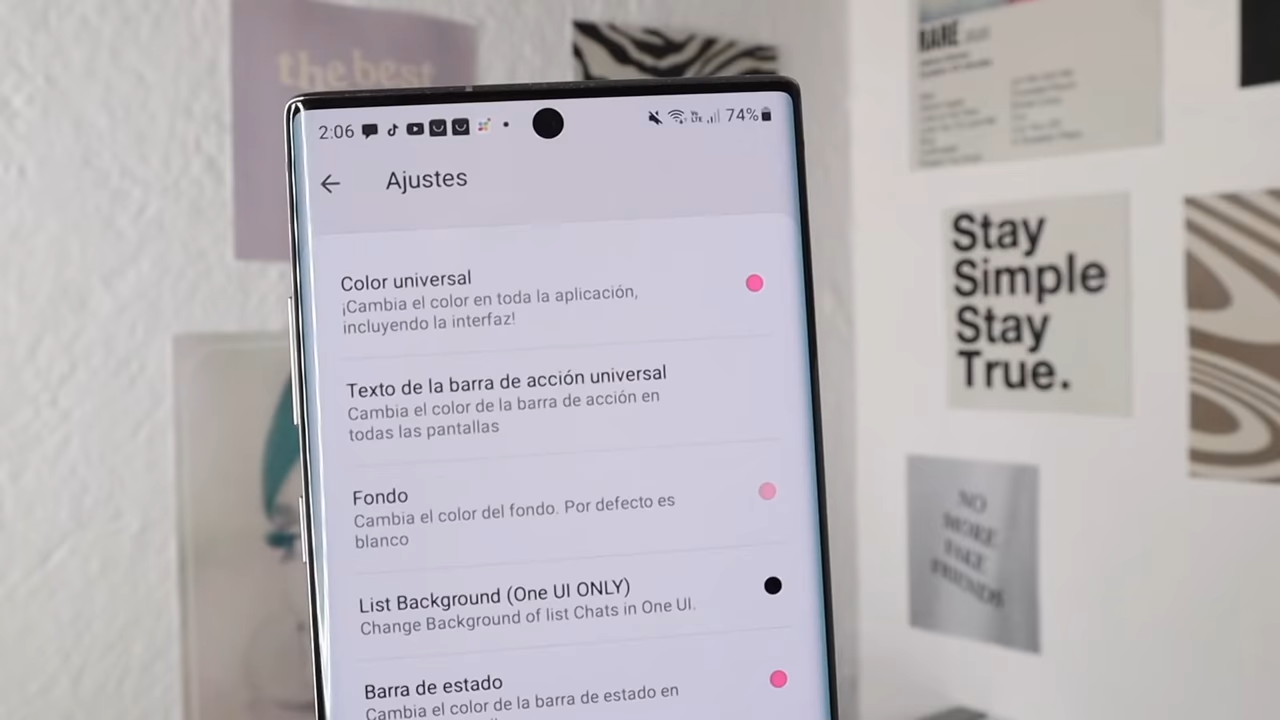 the best
RARE
2:06
74%
Ajustes
Color universal
¡Cambia el color en toda la aplicación,
incluyendo la interfaz!
Texto de la barra de acción universal
Cambia el color de la barra de acción en
todas las pantallas
Fondo
Cambia el color del fondo. Por defecto es
blanco
List Background (One UI ONLY)
Change Background of list Chats in One UI.
Barra de estado
Cambia el color de la barra de estado en
Stay
Simple
Stay
True.
NO
MORE
FAKE
FRIENDS